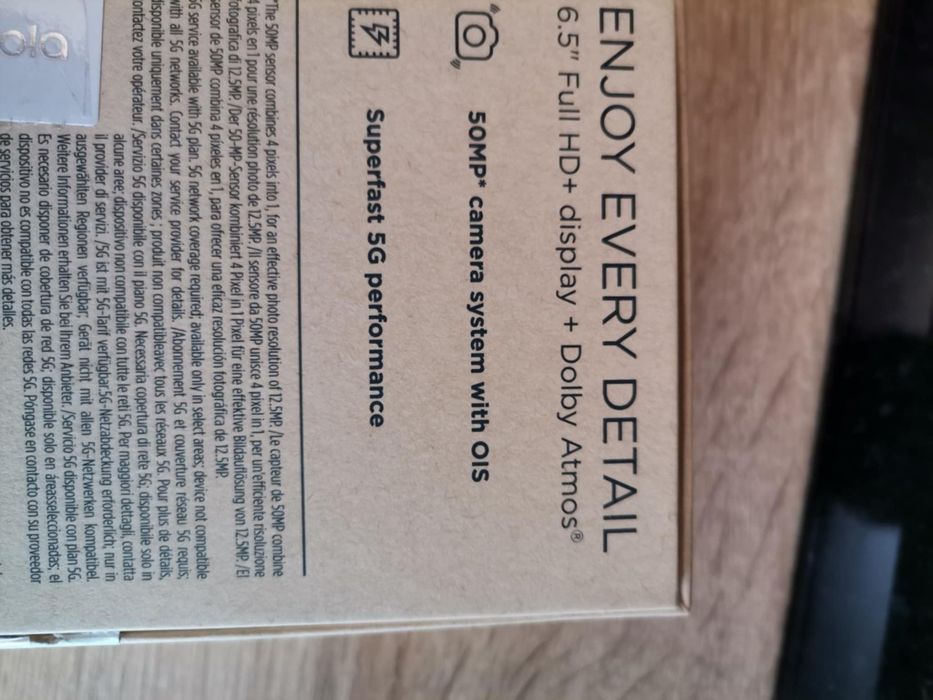 ENJOY EVERY DETAIL
6.5" Full HD+ display + Dolby Atmos®
50MP* camera system with OIS
Superfast 5G performance
*The 50MP sensor combines 4 pixels into 1, for an effective photo resolution of 12.5MP. /Le capteur de 50MP combine
4 pixels en 1 pour une résolution photo de 12.5MP. /Il sensore da 50MP unisce 4 pixel in 1 per un'efficiente risoluzione
fotografica di 12.5MP. /Der 50-MP-Sensor kombiniert 4 Pixel in 1 Pixel für eine effektive Bildauflösung von 12.5MP. /El
sensor de 50MP combina 4 píxeles en 1, para ofrecer una eficaz resolución fotográfica de 12.5MP.
5G service available with 5G plan. 5G network coverage required; available only in select areas; device not compatible
with all 5G networks. Contact your service provider for details. /Abonnement 5G et couverture réseau 5G requis;
disponible uniquement dans certaines zones ; produit non compatibleavec tous les réseaux 5G. Pour plus de détails,
contactez votre opérateur. /Servizio 5G disponibile con il piano 5G. Necessaria copertura di rete 5G; disponibile solo in
alcune aree; dispositivo non compatibile con tutte le reti 5G. Per maggiori dettagli, contatta
il provider di servizi. /5G ist mit 5G-Tarif verfügbar.5G-Netzabdeckung erforderlich; nur in
ausgewählten Regionen verfügbar; Gerät nicht mit allen 5G-Netzwerken kompatibel.
Weitere Informationen erhalten Sie bei Ihrem Anbieter. /Servicio 5G disponible con plan 5G.
Es necesario disponer de cobertura de red 5G; disponible solo en áreasseleccionadas; el
dispositivo no es compatible con todas las redes 5G. Póngase en contacto con su proveedor
de servicios para obtener más detalles.